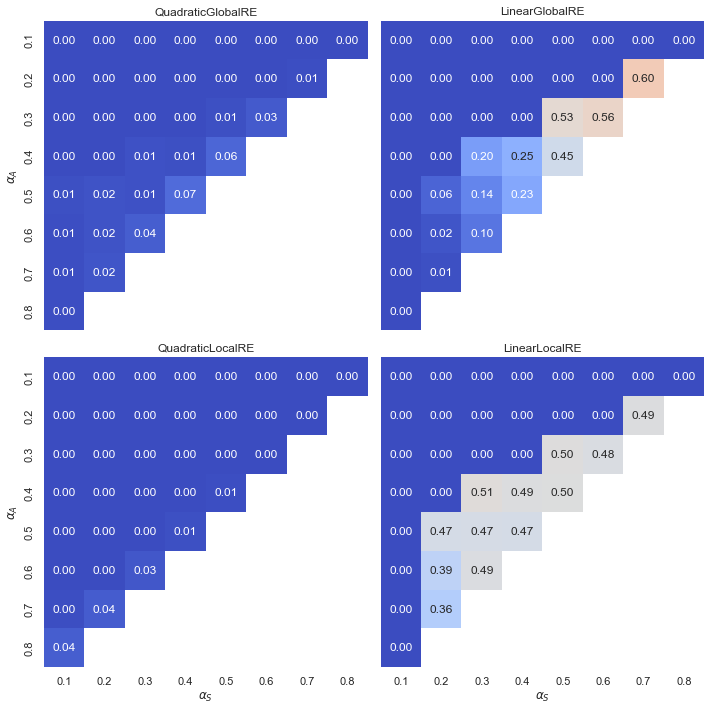 QuadraticGlobalRE
0.1 0.00 0.00 0.00 0.00 0.00 0.00 0.00 0.00
0.2 0.00 0.00 0.00 0.00 0.00 0.00 0.01
0.3 0.00 0.00 0.00 0.00 0.01 0.03
0.4 0.00 0.00 0.01 0.01 0.06
0.5 0.01 0.02 0.01 0.07
0.6 0.01 0.02 0.04
0.7 0.01 0.02
0.8 0.00
α_A
LinearGlobalRE
0.00 0.00 0.00 0.00 0.00 0.00 0.00 0.00
0.00 0.00 0.00 0.00 0.00 0.00 0.60
0.00 0.00 0.00 0.00 0.53 0.56
0.00 0.00 0.20 0.25 0.45
0.00 0.06 0.14 0.23
0.00 0.02 0.10
0.00 0.01
0.00
QuadraticLocalRE
0.1 0.00 0.00 0.00 0.00 0.00 0.00 0.00 0.00
0.2 0.00 0.00 0.00 0.00 0.00 0.00 0.00
0.3 0.00 0.00 0.00 0.00 0.00 0.00
0.4 0.00 0.00 0.00 0.00 0.01
0.5 0.00 0.00 0.00 0.01
0.6 0.00 0.00 0.03
0.7 0.00 0.04
0.8 0.04
α_A
0.1 0.2 0.3 0.4 0.5 0.6 0.7 0.8
α_S
LinearLocalRE
0.00 0.00 0.00 0.00 0.00 0.00 0.00 0.00
0.00 0.00 0.00 0.00 0.00 0.00 0.49
0.00 0.00 0.00 0.00 0.50 0.48
0.00 0.00 0.51 0.49 0.50
0.00 0.47 0.47 0.47
0.00 0.39 0.49
0.00 0.36
0.00
0.1 0.2 0.3 0.4 0.5 0.6 0.7 0.8
α_S